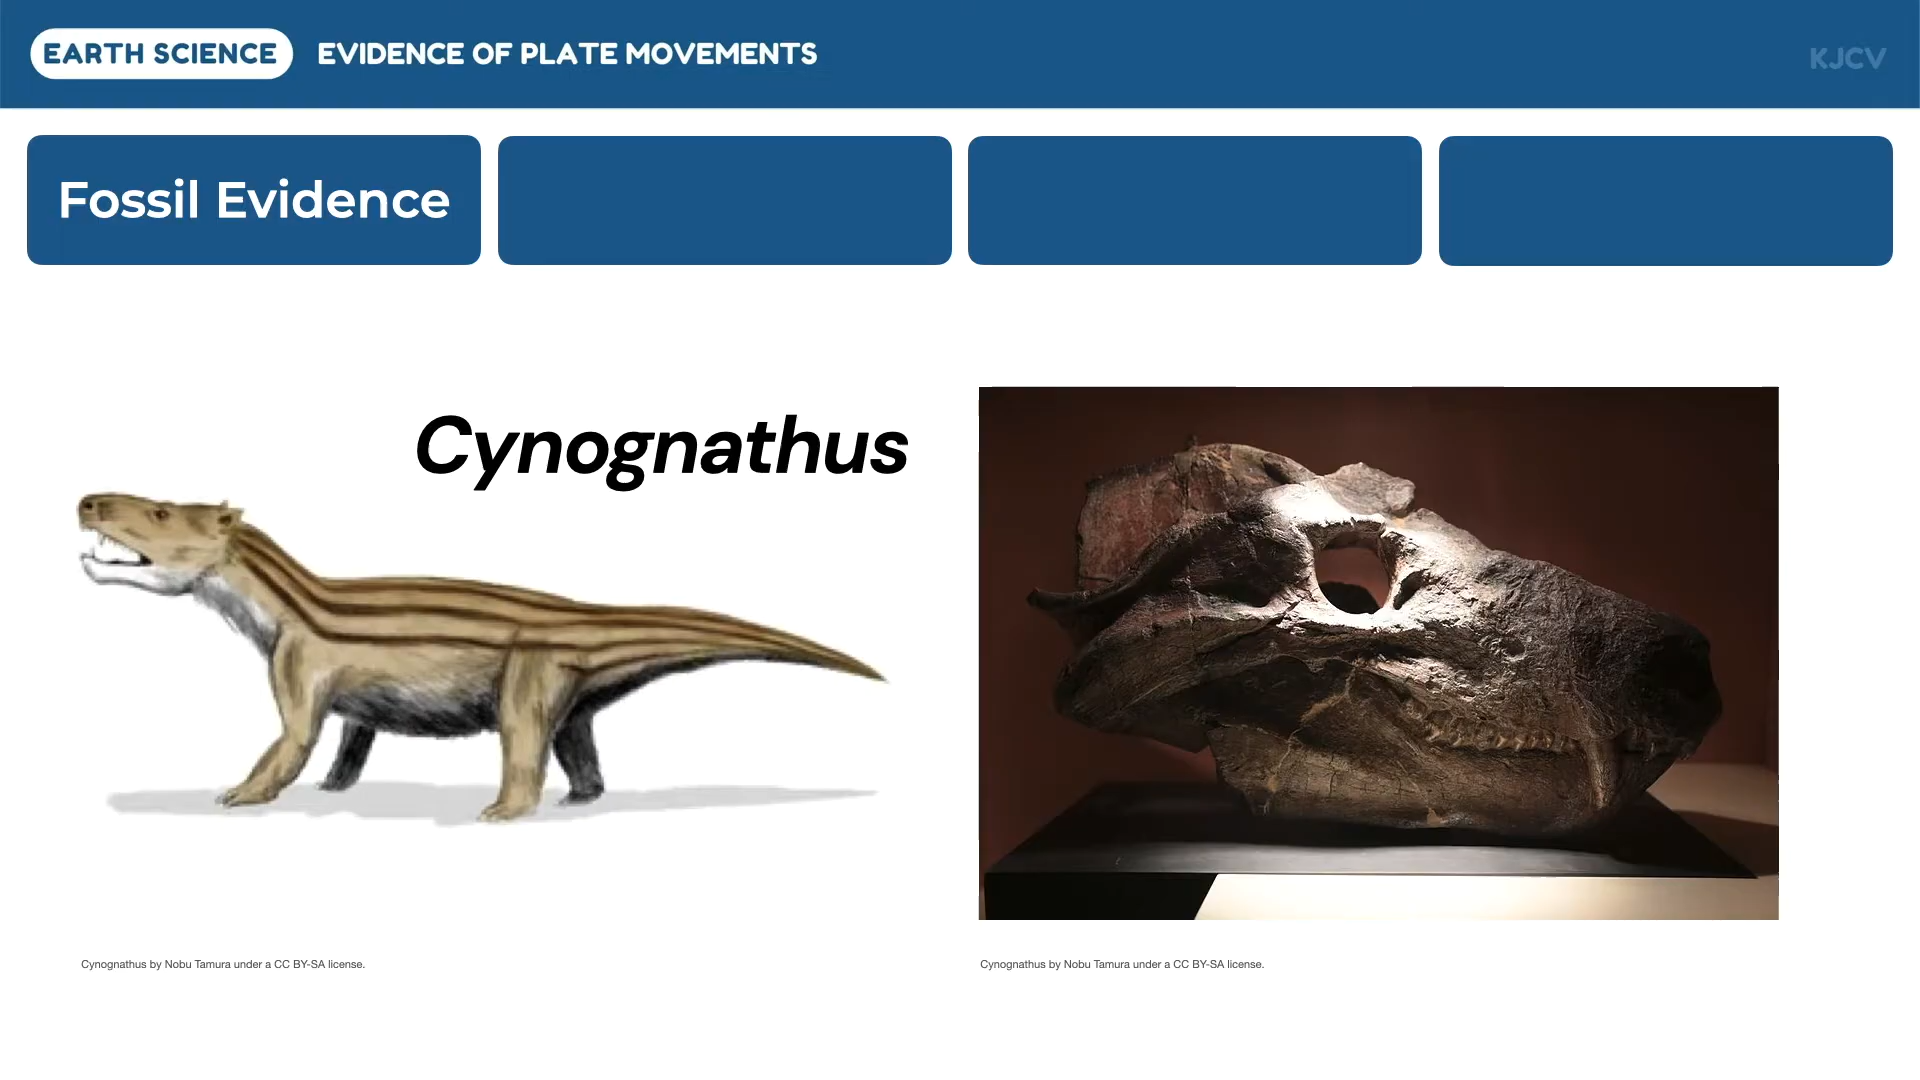 EARTH SCIENCE EVIDENCE OF PLATE MOVEMENTS
KJCV
Fossil Evidence
Cynognathus
Cynognathus by Nobu Tamura under a CC BY-SA license.
Cynognathus by Nobu Tamura under a CC BY-SA license.